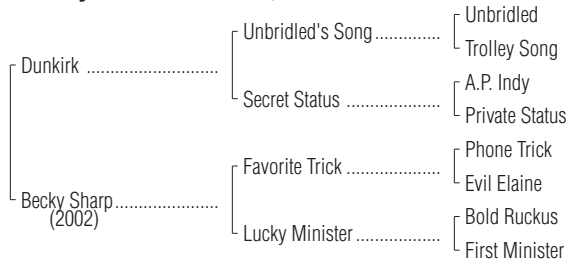 Unbridled
Unbridled's Song..............
Trolley Song
Dunkirk ............................
A.P. Indy
Secret Status ....................
Private Status
Phone Trick
Favorite Trick ....................
Evil Elaine
Becky Sharp......................
(2002)
Bold Ruckus
Lucky Minister ..................
First Minister